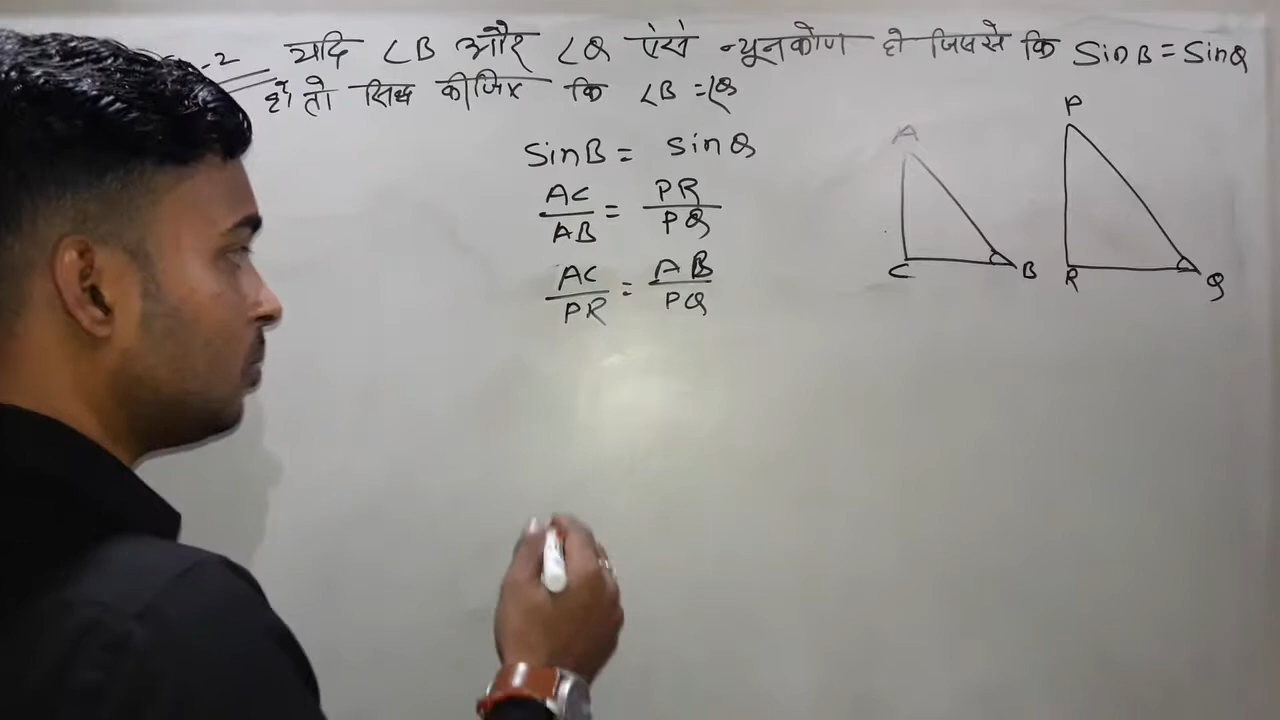 -2 यदि ∠B और ∠Q ऐसे न्यूनकोण हो जिससे कि SinB = SinQ
हो तो सिध्द कीजिए कि ∠B = ∠Q
SinB = sinQ
AC/AB = PR/PQ
AC/PR = AB/PQ
A
C
B
P
R
Q